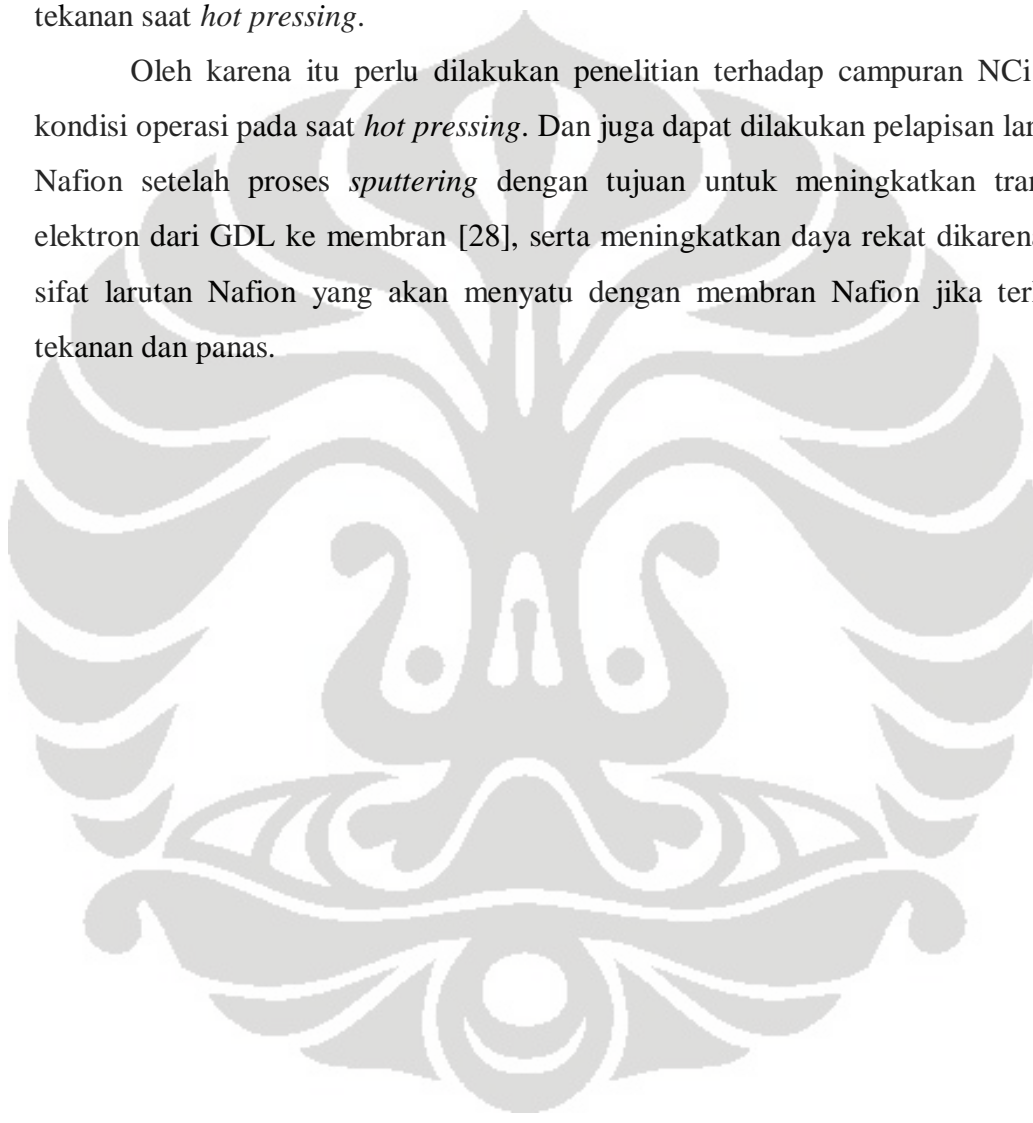 tekanan saat hot pressing.
Oleh karena itu perlu dilakukan penelitian terhadap campuran NCi
kondisi operasi pada saat hot pressing. Dan juga dapat dilakukan pelapisan lar
Nafion setelah proses sputtering dengan tujuan untuk meningkatkan tran
elektron dari GDL ke membran [28], serta meningkatkan daya rekat dikarena
sifat larutan Nafion yang akan menyatu dengan membran Nafion jika ter
tekanan dan panas.